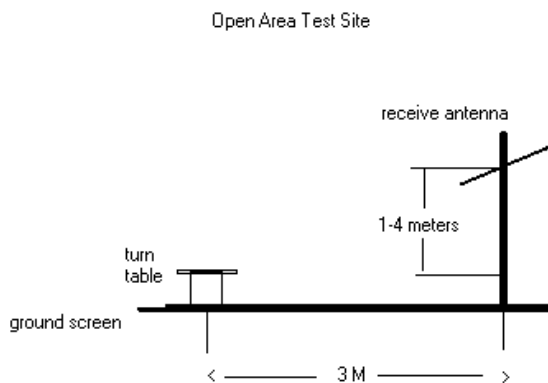 Open Area Test Site
receive antenna
1-4 meters
turn
table
ground screen
3 M